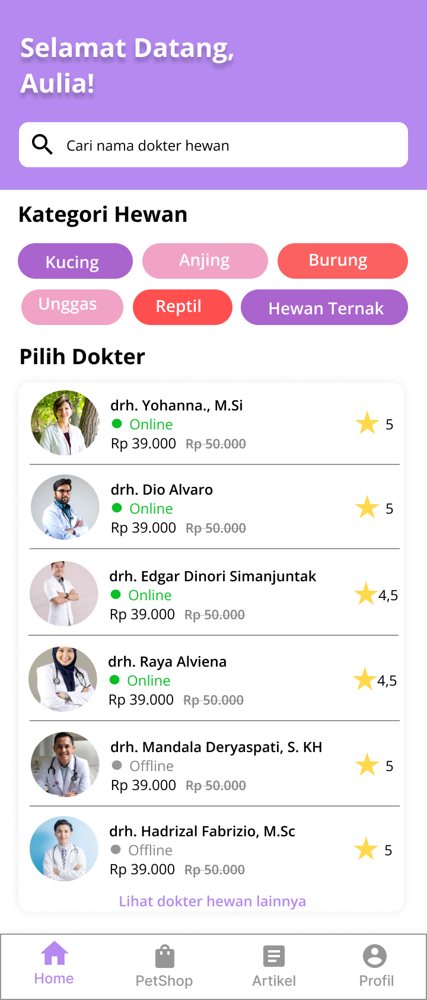 Selamat Datang,
Aulia!
Cari nama dokter hewan
Kategori Hewan
Kucing
Anjing
Burung
Unggas
Reptil
Hewan Ternak
Pilih Dokter
drh. Yohanna., M.Si
Online
5
Rp 39.000 Rp 50.000
drh. Dio Alvaro
Online
5
Rp 39.000 Rp 50.000
drh. Edgar Dinori Simanjuntak
Online
4,5
Rp 39.000 Rp 50.000
drh. Raya Alviena
Online
4,5
Rp 39.000 Rp 50.000
drh. Mandala Deryaspati, S. KH
Offline
5
Rp 39.000 Rp 50.000
drh. Hadrizal Fabrizio, M.Sc
Offline
5
Rp 39.000 Rp 50.000
Lihat dokter hewan lainnya
Home
PetShop
Artikel
Profil